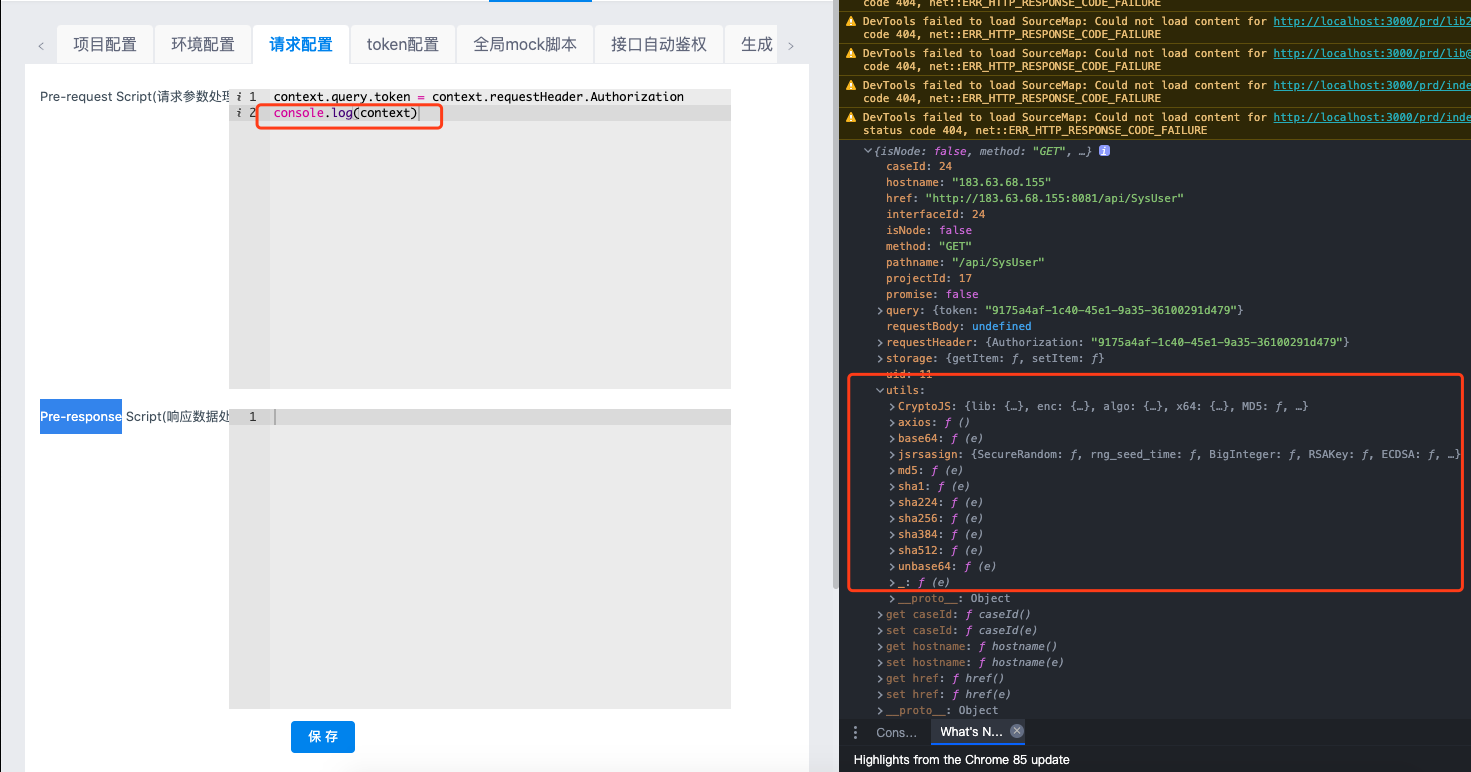 项目配置 环境配置 请求配置 token配置 全局mock脚本 接口自动鉴权 生成
Pre-request Script(请求参数处理
i 1 context.query.token = context.requestHeader.Authorization
i 2 console.log(context)
Pre-response Script(响应数据处
1
保 存
code 404, net::ERR_HTTP_RESPONSE_CODE_FAILURE
DevTools failed to load SourceMap: Could not load content for http://localhost:3000/prd/lib2
code 404, net::ERR_HTTP_RESPONSE_CODE_FAILURE
DevTools failed to load SourceMap: Could not load content for http://localhost:3000/prd/lib@
code 404, net::ERR_HTTP_RESPONSE_CODE_FAILURE
DevTools failed to load SourceMap: Could not load content for http://localhost:3000/prd/inde
code 404, net::ERR_HTTP_RESPONSE_CODE_FAILURE
DevTools failed to load SourceMap: Could not load content for http://localhost:3000/prd/inde
status code 404, net::ERR_HTTP_RESPONSE_CODE_FAILURE
{isNode: false, method: "GET", …} i
caseId: 24
hostname: "183.63.68.155"
href: "http://183.63.68.155:8081/api/SysUser"
interfaceId: 24
isNode: false
method: "GET"
pathname: "/api/SysUser"
projectId: 17
promise: false
query: {token: "9175a4af-1c40-45e1-9a35-36100291d479"}
requestBody: undefined
requestHeader: {Authorization: "9175a4af-1c40-45e1-9a35-36100291d479"}
storage: {getItem: ƒ, setItem: ƒ}
uid: 11
utils:
CryptoJS: {lib: {…}, enc: {…}, algo: {…}, x64: {…}, MD5: ƒ, …}
axios: ƒ ()
base64: ƒ (e)
jsrsasign: {SecureRandom: ƒ, rng_seed_time: ƒ, BigInteger: ƒ, RSAKey: ƒ, ECDSA: ƒ, …}
md5: ƒ (e)
sha1: ƒ (e)
sha224: ƒ (e)
sha256: ƒ (e)
sha384: ƒ (e)
sha512: ƒ (e)
unbase64: ƒ (e)
_: ƒ (e)
__proto__: Object
get caseId: ƒ caseId()
set caseId: ƒ caseId(e)
get hostname: ƒ hostname()
set hostname: ƒ hostname(e)
get href: ƒ href()
set href: ƒ href(e)
__proto__: Object
Cons... What's N...
Highlights from the Chrome 85 update